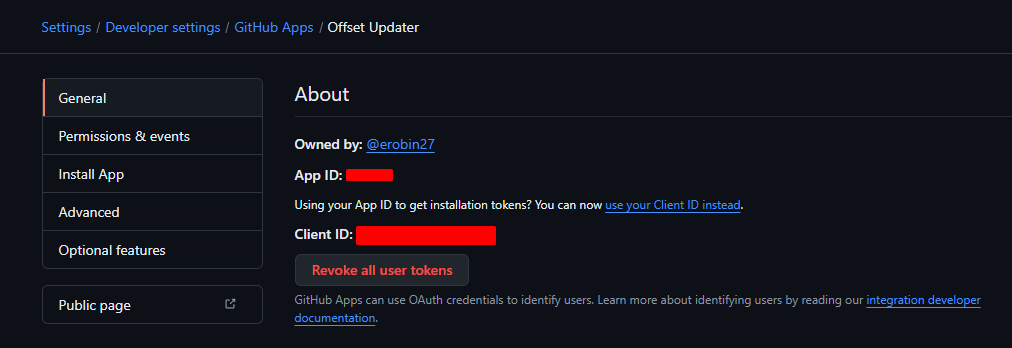 Settings / Developer settings / GitHub Apps / Offset Updater
General
Permissions & events
Install App
Advanced
Optional features
Public page
About
Owned by: @erobin27
App ID:
Using your App ID to get installation tokens? You can now use your Client ID instead.
Client ID:
Revoke all user tokens
GitHub Apps can use OAuth credentials to identify users. Learn more about identifying users by reading our integration developer
documentation.